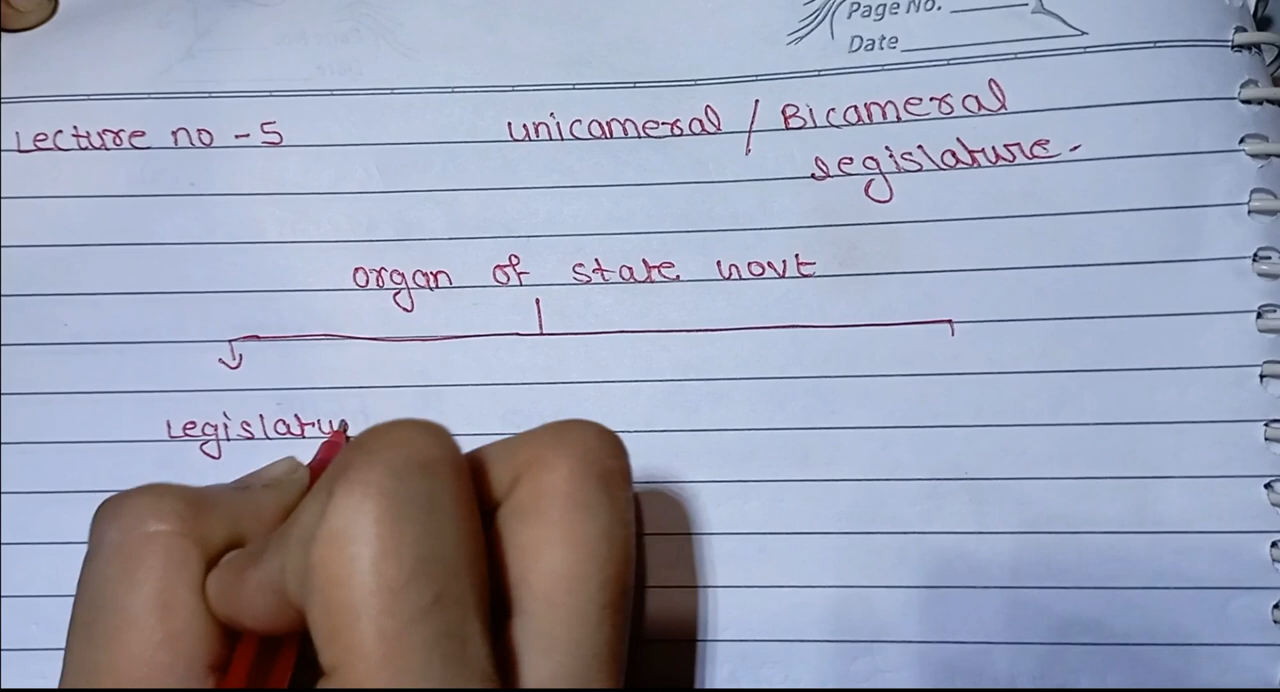 Page No.
Date
Lecture no - 5 unicameral / Bicameral
legislature.
organ of state Govt
Legislatu